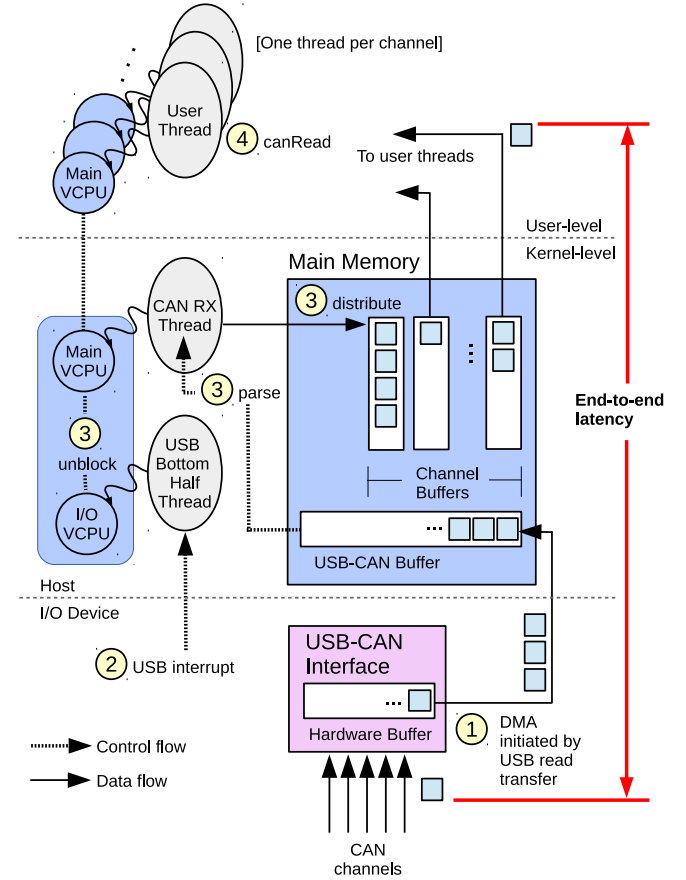 [One thread per channel]
User
Thread
4 canRead
To user threads
Main
VCPU
User-level
Kernel-level
Main Memory
CAN RX
Thread
3 distribute
Main
VCPU
3 parse
End-to-end
latency
3
unblock
USB
Bottom
Half
Thread
Channel
Buffers
I/O
VCPU
...
USB-CAN Buffer
Host
I/O Device
USB-CAN
Interface
2 USB interrupt
...
Hardware Buffer
1 DMA
initiated by
USB read
transfer
Control flow
Data flow
CAN
channels